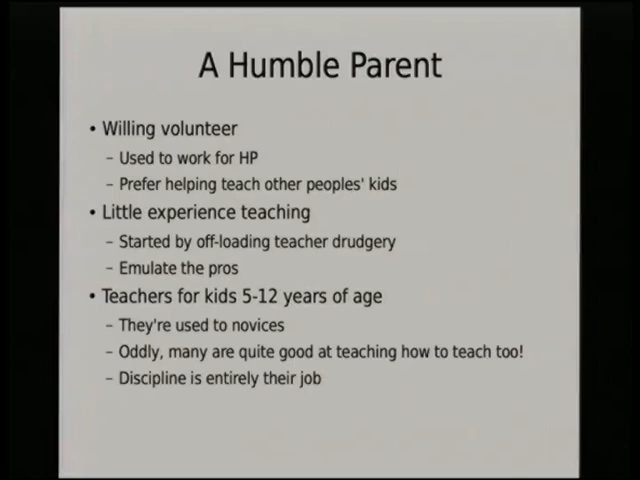 A Humble Parent
• Willing volunteer
– Used to work for HP
– Prefer helping teach other peoples' kids
• Little experience teaching
– Started by off-loading teacher drudgery
– Emulate the pros
• Teachers for kids 5-12 years of age
– They're used to novices
– Oddly, many are quite good at teaching how to teach too!
– Discipline is entirely their job